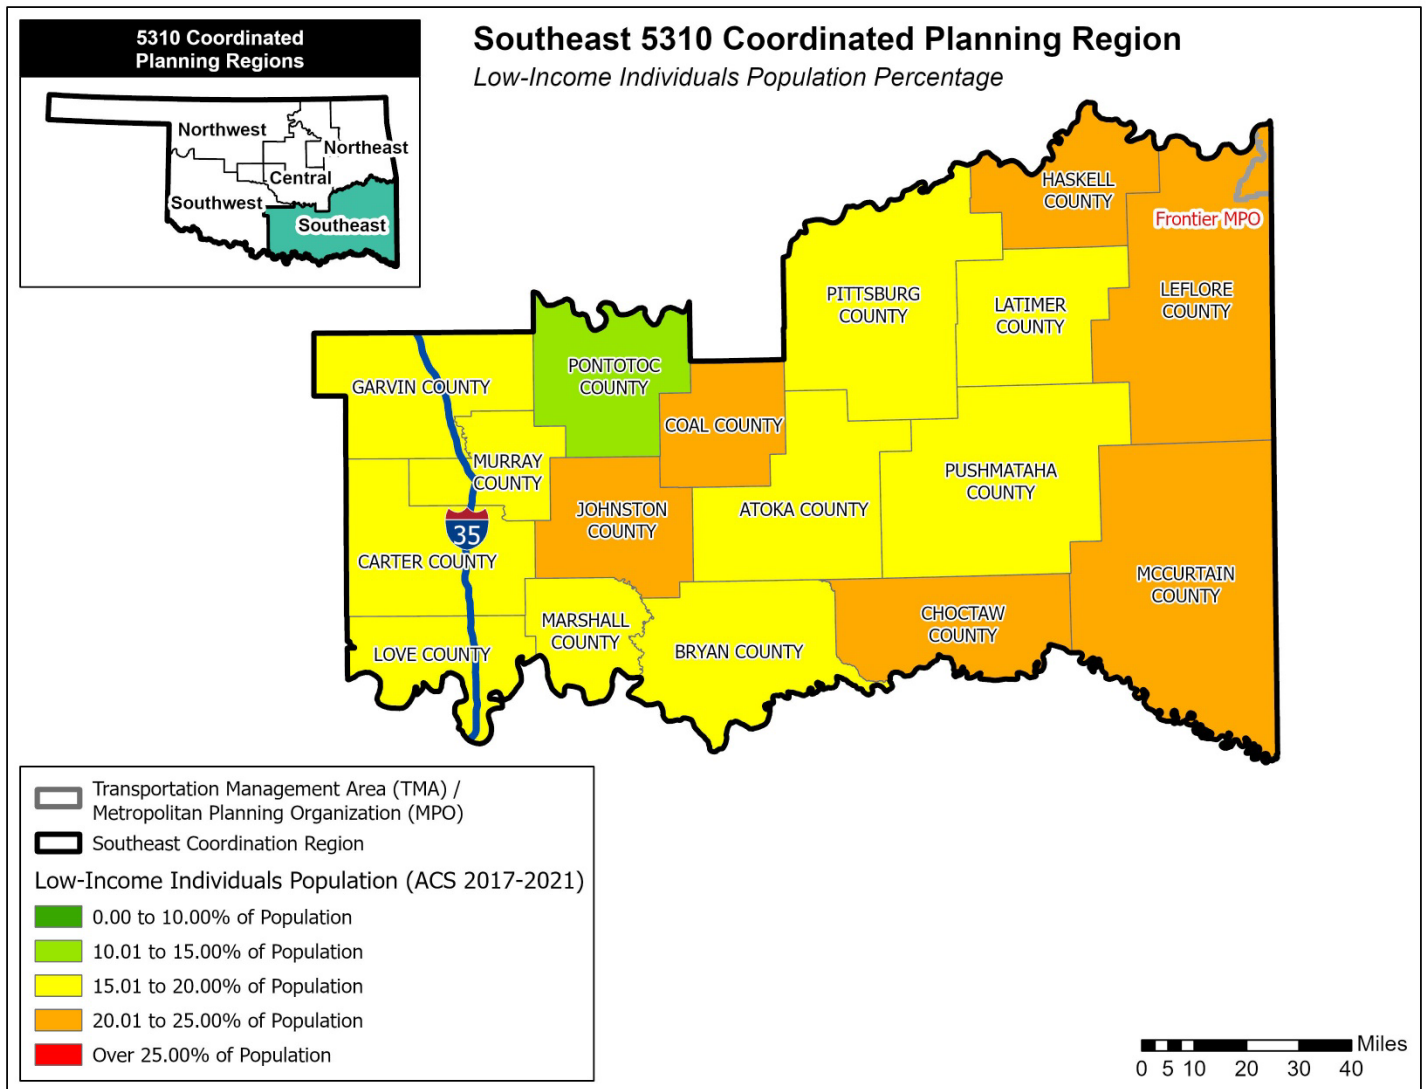 5310 Coordinated
Planning Regions
Northwest
Northeast
Central
Southwest
Southeast
Southeast 5310 Coordinated Planning Region
Low-Income Individuals Population Percentage
HASKELL
COUNTY
Frontier MPO
PITTSBURG
COUNTY
LATIMER
COUNTY
LEFLORE
COUNTY
GARVIN COUNTY
PONTOTOC
COUNTY
COAL COUNTY
MURRAY
COUNTY
PUSHMATAHA
COUNTY
JOHNSTON
COUNTY
ATOKA COUNTY
35
CARTER COUNTY
MCCURTAIN
COUNTY
MARSHALL
COUNTY
CHOCTAW
COUNTY
LOVE COUNTY
BRYAN COUNTY
Transportation Management Area (TMA) /
Metropolitan Planning Organization (MPO)
Southeast Coordination Region
Low-Income Individuals Population (ACS 2017-2021)
0.00 to 10.00% of Population
10.01 to 15.00% of Population
15.01 to 20.00% of Population
20.01 to 25.00% of Population
Over 25.00% of Population
Miles
0 5 10 20 30 40